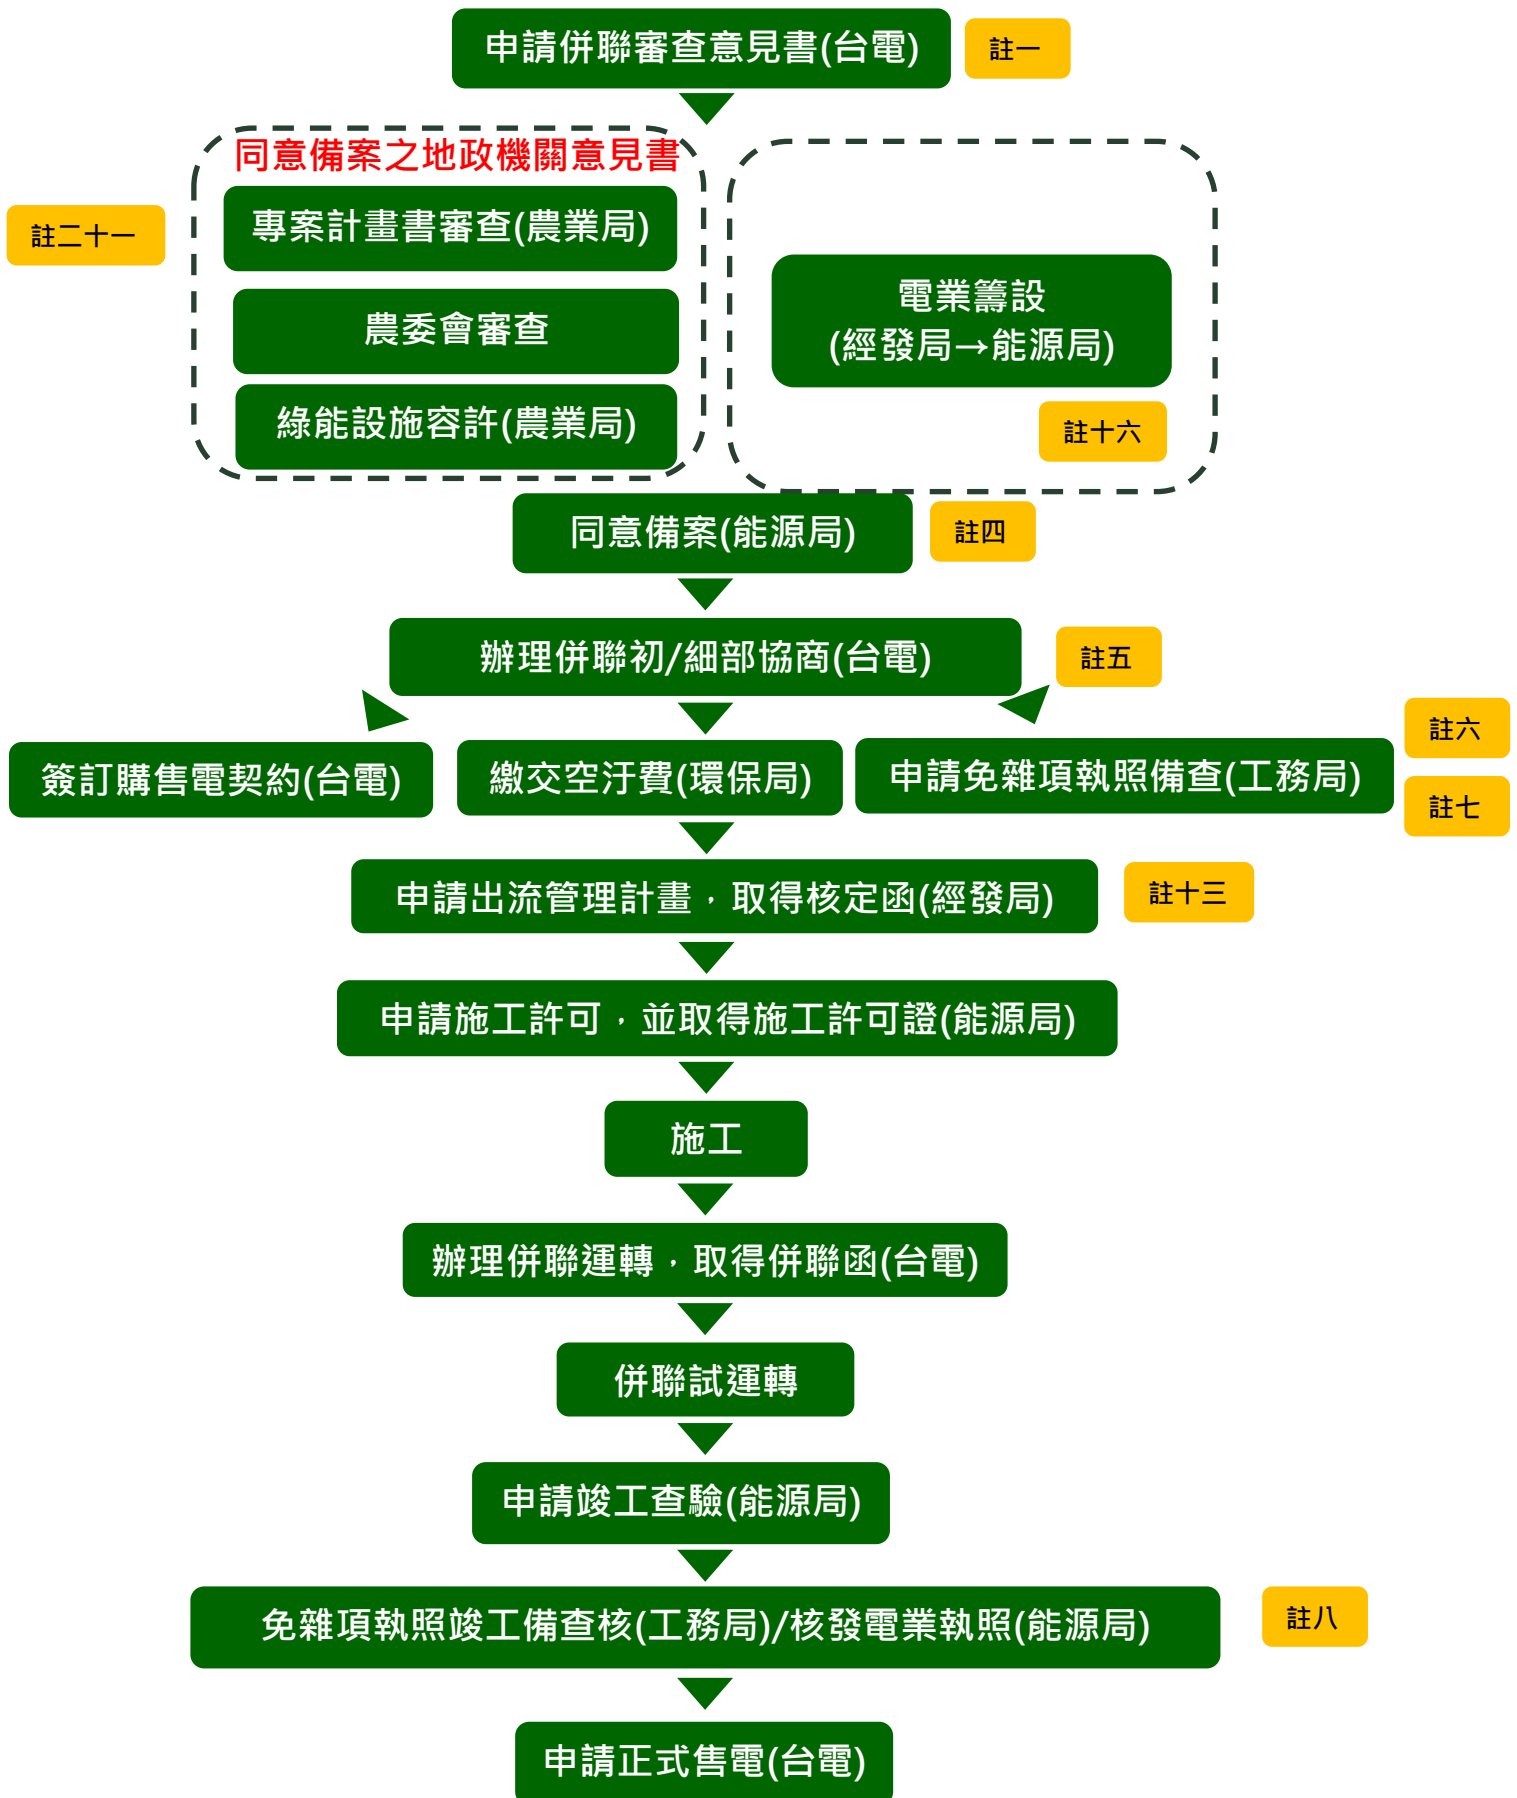 申請併聯審查意見書(台電)
註一
同意備案之地政機關意見書
專案計畫書審查(農業局)
註二十一
農委會審查
綠能設施容許(農業局)
電業籌設
(經發局→能源局)
註十六
同意備案(能源局)
註四
辦理併聯初/細部協商(台電)
註五
簽訂購售電契約(台電)
繳交空汙費(環保局)
申請免雜項執照備查(工務局)
註六
註七
申請出流管理計畫，取得核定函(經發局)
註十三
申請施工許可，並取得施工許可證(能源局)
施工
辦理併聯運轉，取得併聯函(台電)
併聯試運轉
申請竣工查驗(能源局)
免雜項執照竣工備查核(工務局)/核發電業執照(能源局)
註八
申請正式售電(台電)